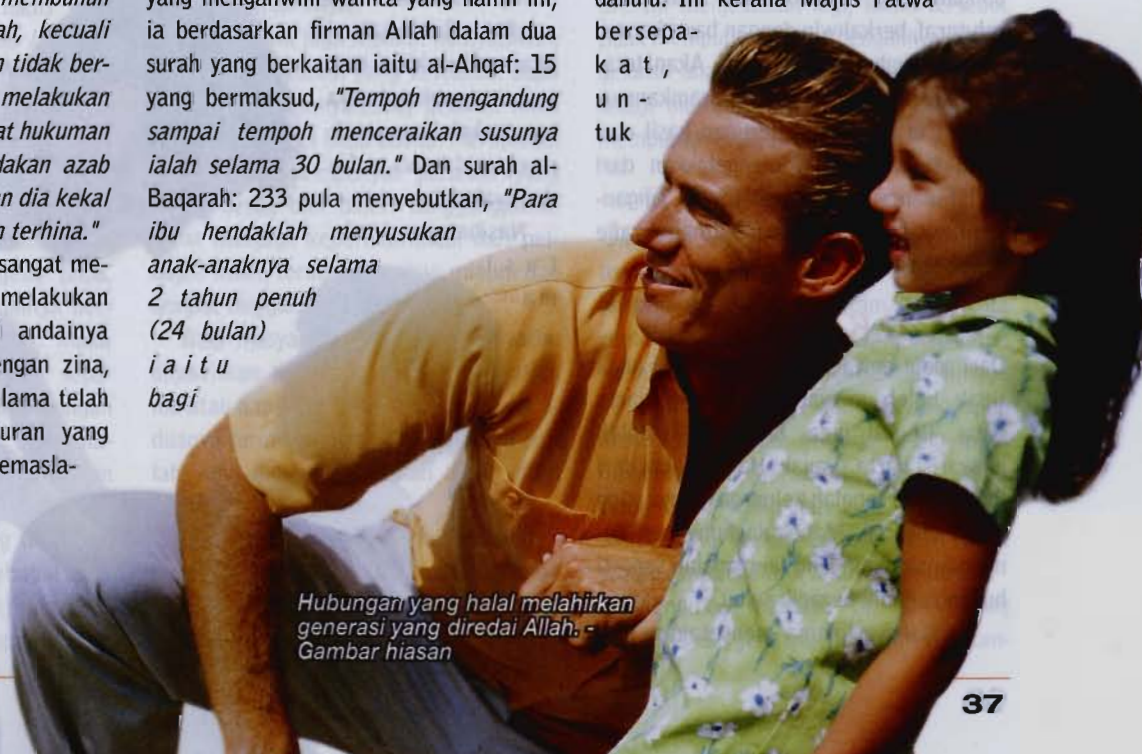 membunuh
ah, kecuali
n tidak ber-
melakukan
at hukuman
dakan azab
n dia kekal
n terhina."
sangat me-
melakukan
i andainya
engan zina,
lama telah
uran yang
emasla-
yang mengahwini wanita yang hamil ini,
ia berdasarkan firman Allah dalam dua
surah yang berkaitan iaitu al-Ahqaf: 15
yang bermaksud, "Tempoh mengandung
sampai tempoh menceraikan susunya
ialah selama 30 bulan." Dan surah al-
Baqarah: 233 pula menyebutkan, "Para
ibu hendaklah menyusukan
anak-anaknya selama
2 tahun penuh
(24 bulan)
iaitu
bagi
dahulu. Ini kerana Majlis Fatwa
bersepa-
kat,
un-
tuk
Hubungan yang halal melahirkan
generasi yang diredai Allah. -
Gambar hiasan
37